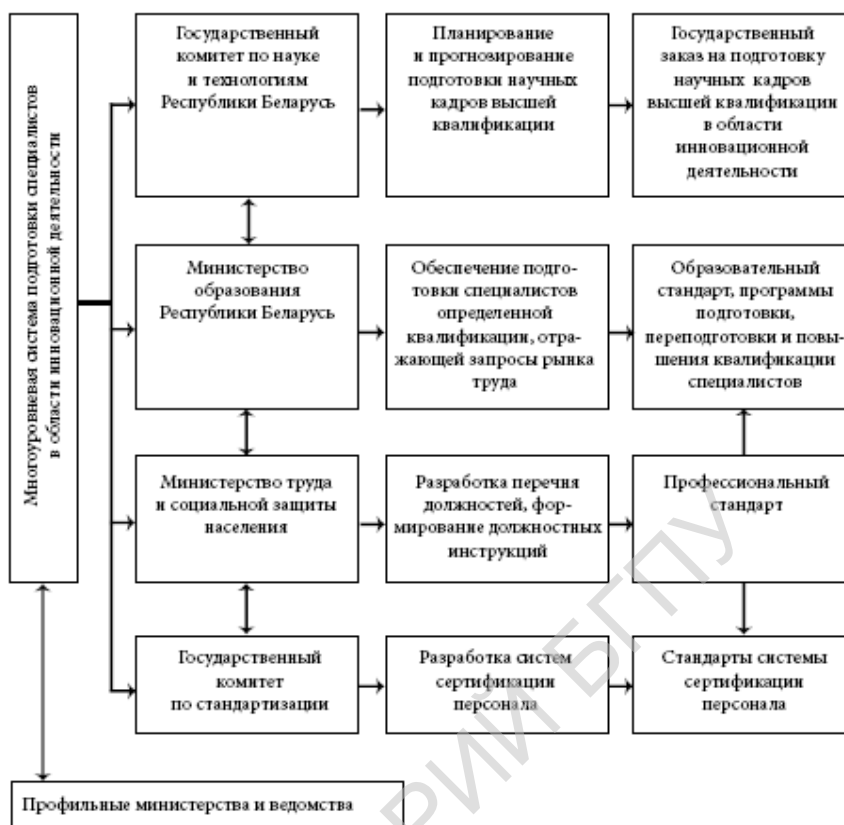 Многоуровневая система подготовки специалистов
в области инновационной деятельности
Государственный
комитет по науке
и технологиям
Республики Беларусь
Планирование
и прогнозирование
подготовки научных
кадров высшей
квалификации
Государственный
заказ на подготовку
научных кадров
высшей квалификации
в области
инновационной
деятельности
Министерство
образования
Республики Беларусь
Обеспечение подго-
товки специалистов
определенной
квалификации, отра-
жающей запросы рынка
труда
Образовательный
стандарт, программы
подготовки,
переподготовки и повы-
шения квалификации
специалистов
Министерство труда
и социальной защиты
населения
Разработка перечня
должностей, фор-
мирование должностных
инструкций
Профессиональный
стандарт
Государственный
комитет
по стандартизации
Разработка систем
сертификации
персонала
Стандарты системы
сертификации
персонала
Профильные министерства и ведомства
РИЙ БГПУ